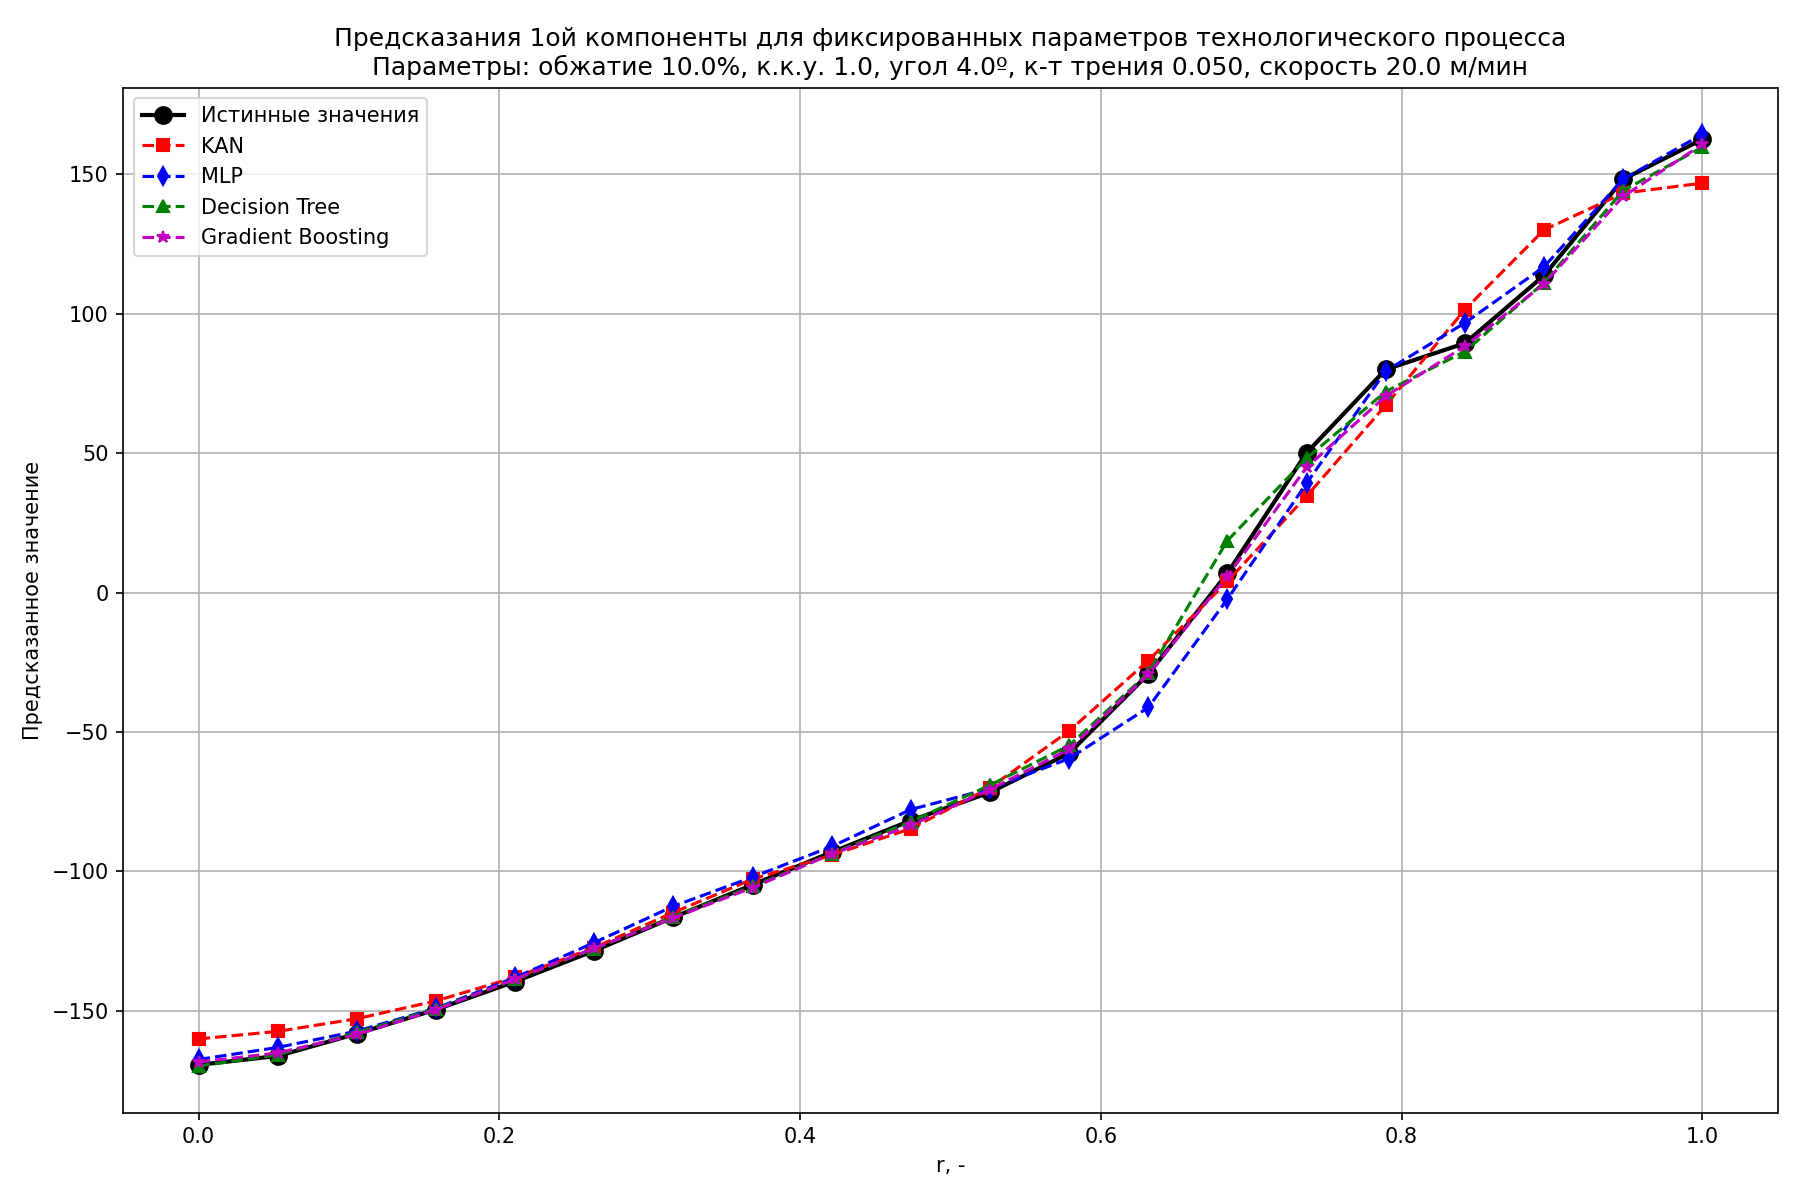 Предсказания 1ой компоненты для фиксированных параметров технологического процесса
Параметры: обжатие 10.0%, к.к.у. 1.0, угол 4.0º, к-т трения 0.050, скорость 20.0 м/мин
Истинные значения
KAN
MLP
Decision Tree
Gradient Boosting
Предсказанное значение
150
100
50
0
−50
−100
−150
0.0 0.2 0.4 0.6 0.8 1.0
r, -